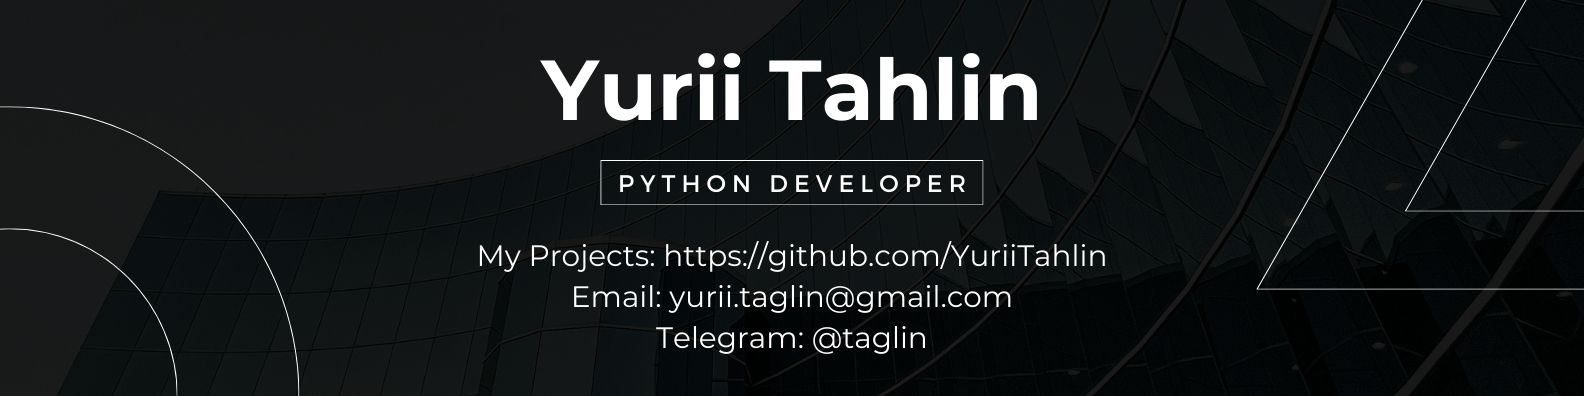 Yurii Tahlin
PYTHON DEVELOPER
My Projects: https://github.com/YuriiTahlin
Email: yurii.taglin@gmail.com
Telegram: @taglin